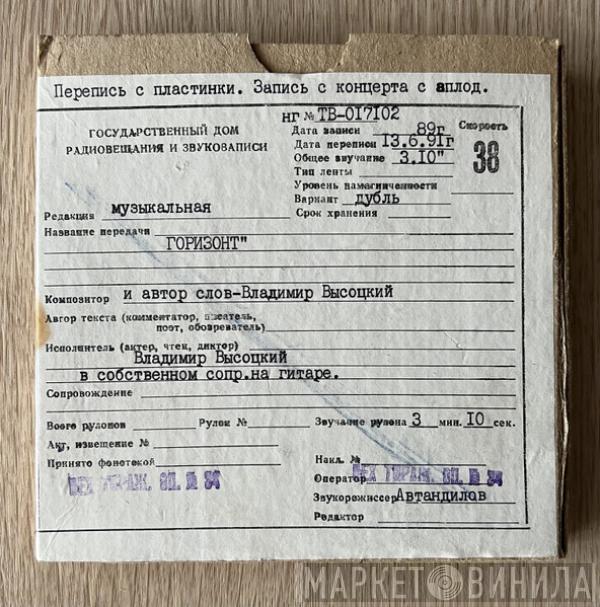 Перепись с пластинки. Запись с концерта с аплод.
ГОСУДАРСТВЕННЫЙ ДОМ
РАДИОВЕЩАНИЯ И ЗВУКОЗАПИСИ
НГ № ТВ-017102
Дата записи 89г
Дата переписи 13.6.91г
Общее звучание 3.10"
Тип ленты
Уровень намагниченности
Вариант дубль
Срок хранения
Скорость
38
Редакция музыкальная
Название передачи
ГОРИЗОНТ"
Композитор и автор слов-Владимир Высоцкий
Автор текста (комментатор, писатель,
поэт, обозреватель)
Исполнитель (актер, чтец, диктор)
Владимир Высоцкий
в собственном сопр.на гитаре.
Сопровождение
Всего рулонов Рулон № Звучание рулона 3 мин. 10 сек.
Акт, извещение №
Принято фонотекой
Накл. №
Оператор
Звукорежиссер Автандилов
Редактор
МАРКЕТ ВИНИЛА